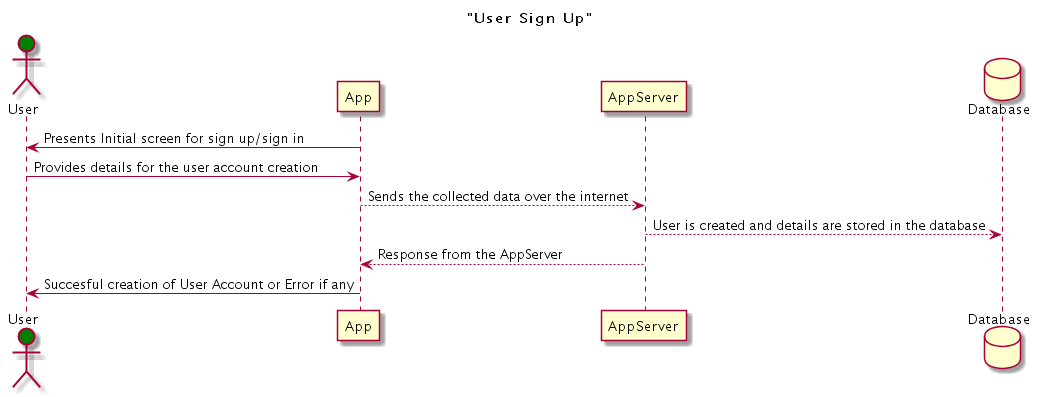 "User Sign Up"
User
App
AppServer
Database
Presents Initial screen for sign up/sign in
Provides details for the user account creation
Sends the collected data over the internet
User is created and details are stored in the database
Response from the AppServer
Succesful creation of User Account or Error if any
User
App
AppServer
Database